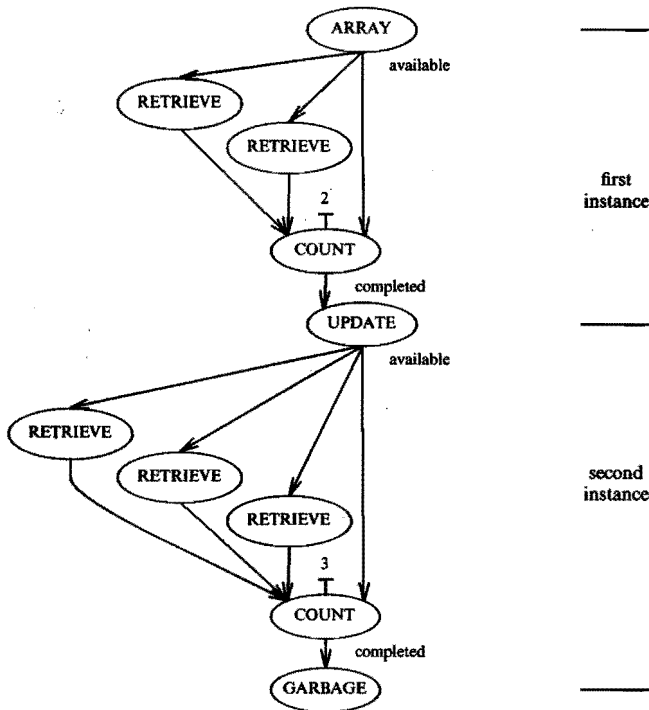 ARRAY
available
RETRIEVE
RETRIEVE
first
instance
2
COUNT
completed
UPDATE
available
RETRIEVE
RETRIEVE
second
instance
RETRIEVE
3
COUNT
completed
GARBAGE